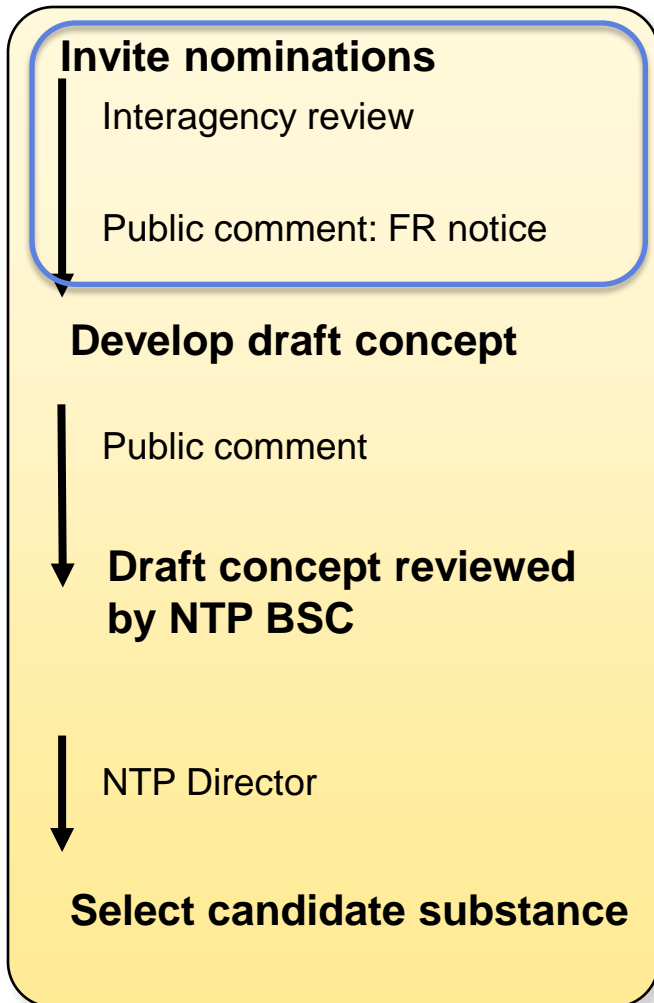 Invite nominations
Interagency review
Public comment: FR notice
Develop draft concept
Public comment
Draft concept reviewed
by NTP BSC
NTP Director
Select candidate substance